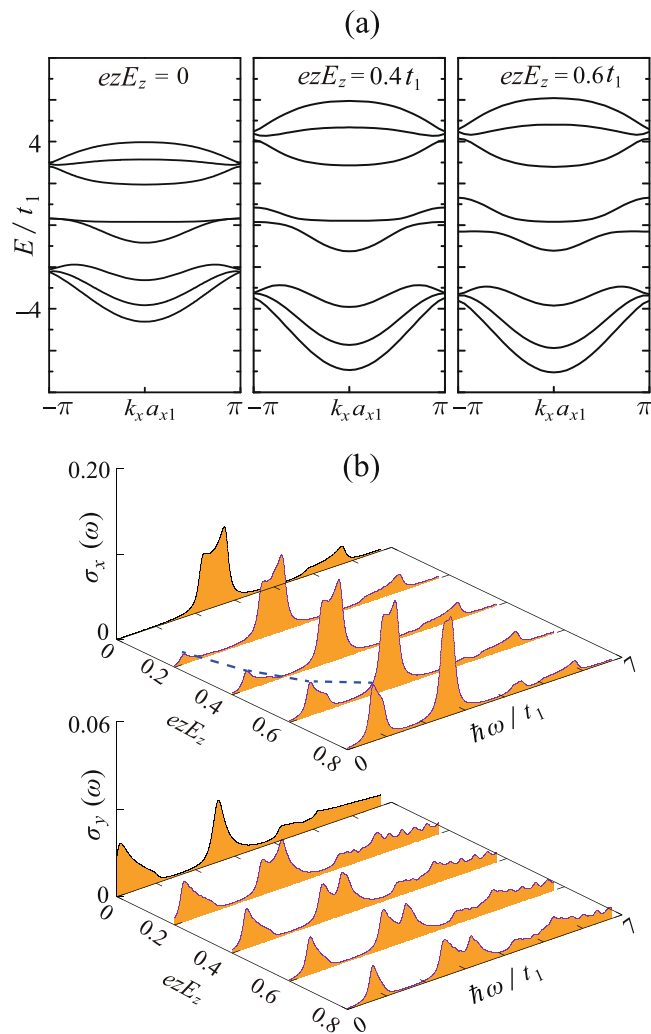 (a)
ezE_z = 0
ezE_z = 0.4 t_1
ezE_z = 0.6 t_1
E / t_1
4
−4
−π k_x a_x1 π
−π k_x a_x1 π
−π k_x a_x1 π
(b)
0.20
σ_x (ω)
0
0 0.2 0.4 0.6 0.8
ezE_z
0 7
ħω / t_1
0.06
σ_y (ω)
0
0 0.2 0.4 0.6 0.8
ezE_z
0 7
ħω / t_1